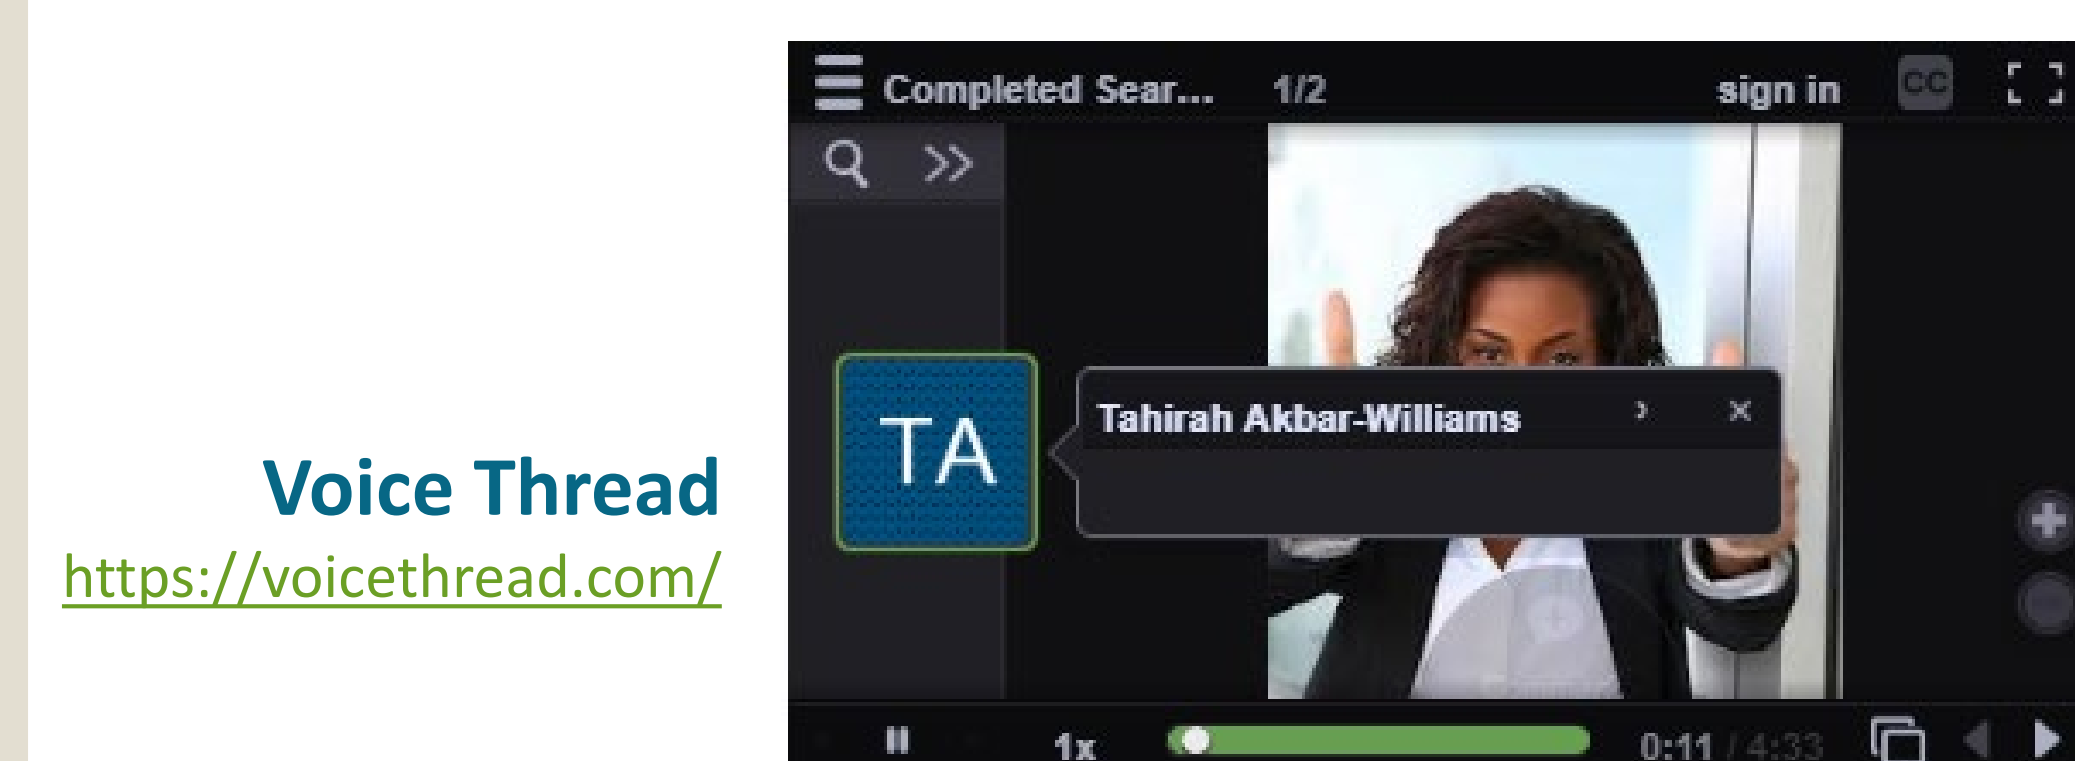 Voice Thread
https://voicethread.com/
Completed Sear... 1/2 sign in CC
TA
Tahirah Akbar-Williams
1x 0:11 / 4:33